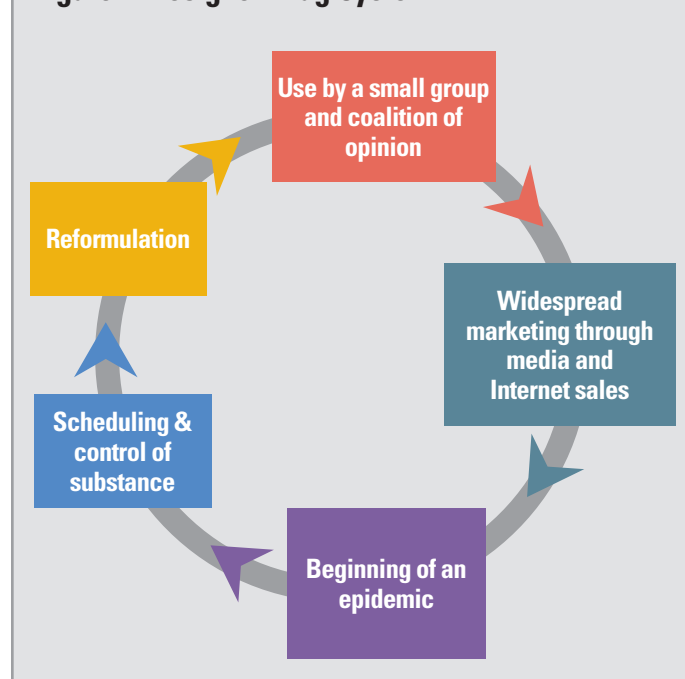 Use by a small group
and coalition of
opinion
Widespread
marketing through
media and
Internet sales
Beginning of an
epidemic
Scheduling &
control of
substance
Reformulation